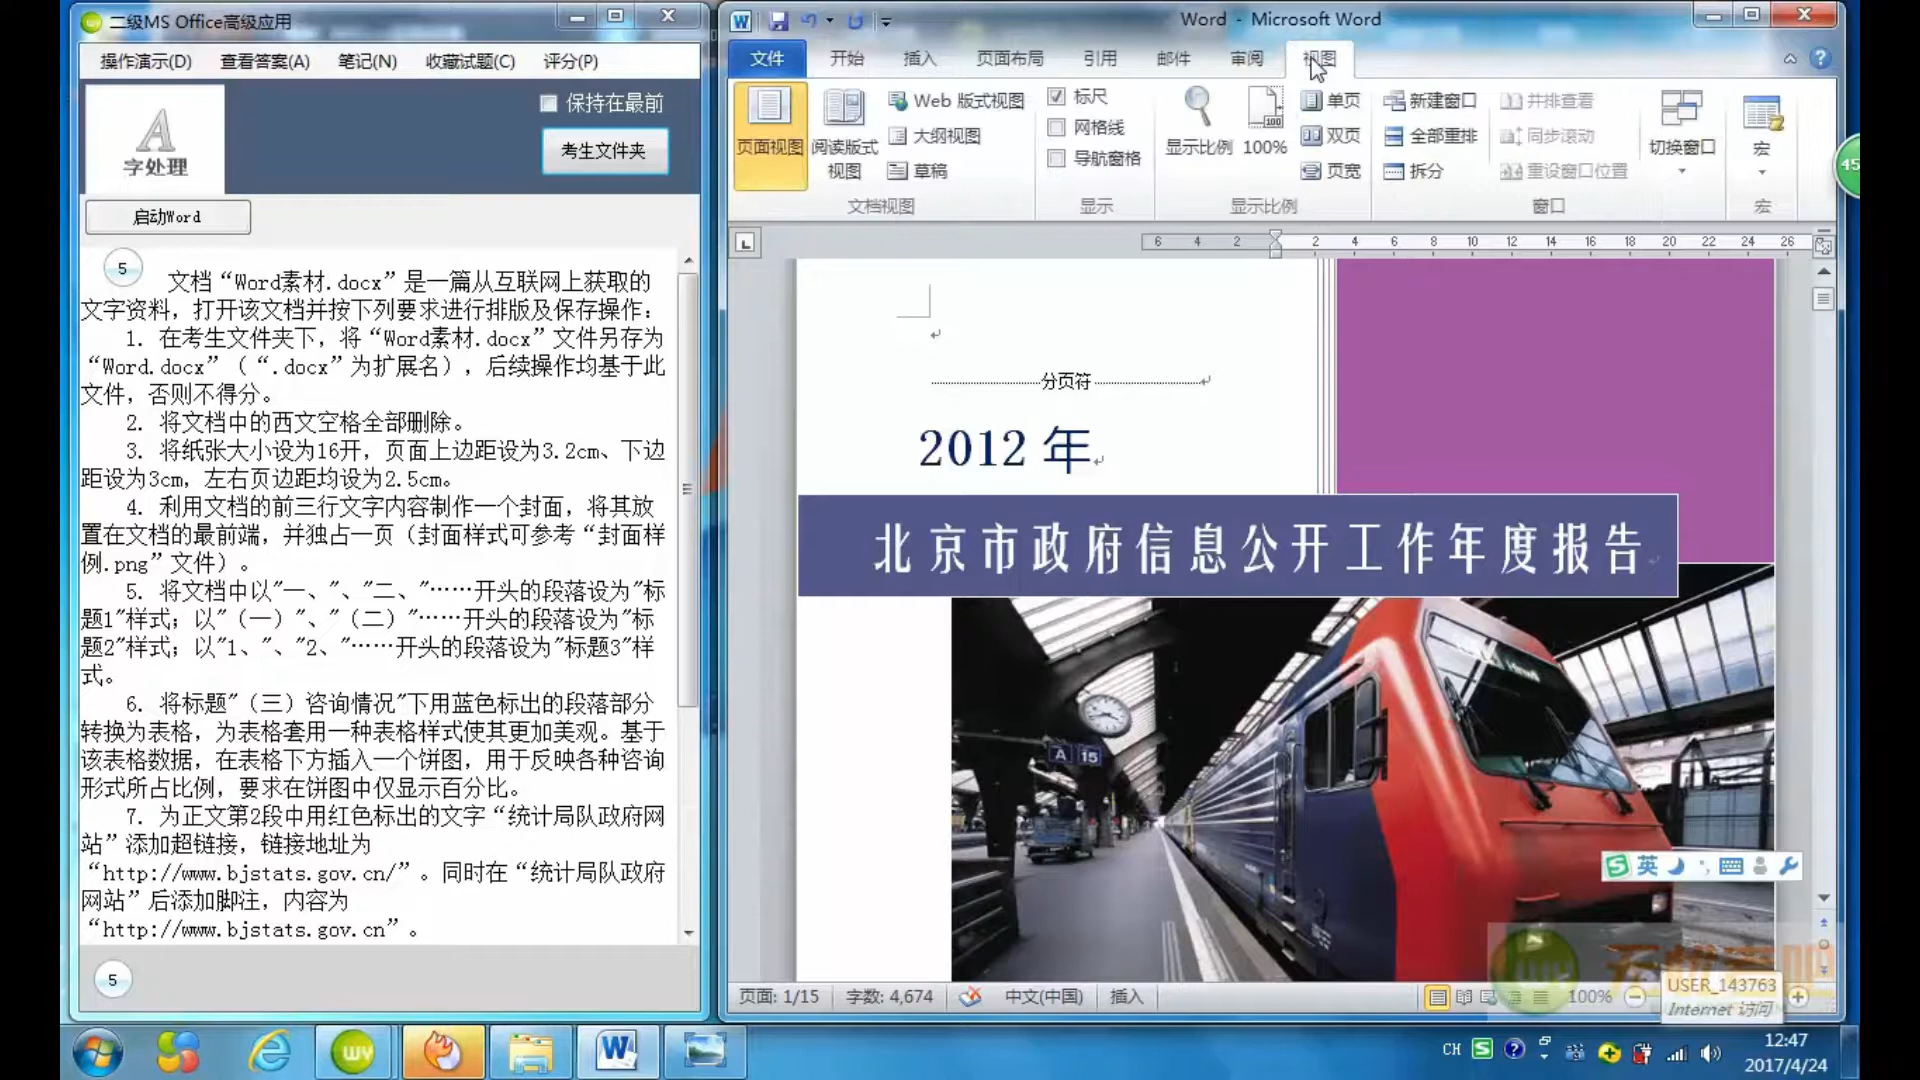 二级MS Office高级应用
操作演示(D) 查看答案(A) 笔记(N) 收藏试题(C) 评分(P)
保持在最前
A
字处理
考生文件夹
启动Word
5
文档“Word素材.docx”是一篇从互联网上获取的
文字资料，打开该文档并按下列要求进行排版及保存操作：
1. 在考生文件夹下，将“Word素材.docx”文件另存为
“Word.docx”（“.docx”为扩展名），后续操作均基于此
文件，否则不得分。
2. 将文档中的西文空格全部删除。
3. 将纸张大小设为16开，页面上边距设为3.2cm、下边
距设为3cm，左右页边距均设为2.5cm。
4. 利用文档的前三行文字内容制作一个封面，将其放
置在文档的最前端，并独占一页（封面样式可参考“封面样
例.png”文件）。
5. 将文档中以"一、"、"二、"……开头的段落设为"标
题1"样式；以"（一）"、"（二）"……开头的段落设为"标
题2"样式；以"1、"、"2、"……开头的段落设为"标题3"样
式。
6. 将标题"（三）咨询情况"下用蓝色标出的段落部分
转换为表格，为表格套用一种表格样式使其更加美观。基于
该表格数据，在表格下方插入一个饼图，用于反映各种咨询
形式所占比例，要求在饼图中仅显示百分比。
7. 为正文第2段中用红色标出的文字“统计局队政府网
站”添加超链接，链接地址为
“http://www.bjstats.gov.cn/”。同时在“统计局队政府
网站”后添加脚注，内容为
“http://www.bjstats.gov.cn”。
5
Word - Microsoft Word
文件 开始 插入 页面布局 引用 邮件 审阅 视图
页面视图 阅读版式视图 Web 版式视图 大纲视图 草稿
文档视图
标尺 网格线 导航窗格
显示
显示比例 100% 单页 双页 页宽
显示比例
新建窗口 全部重排 拆分 并排查看 同步滚动 重设窗口位置 切换窗口
窗口
宏
宏
45
6 4 2 2 4 6 8 10 12 14 16 18 20 22 24 26
分页符
2012 年
北京市政府信息公开工作年度报告
A 15
英
页面: 1/15 字数: 4,674 中文(中国) 插入 100%
USER_143763
Internet 访问
CH
12:47
2017/4/24